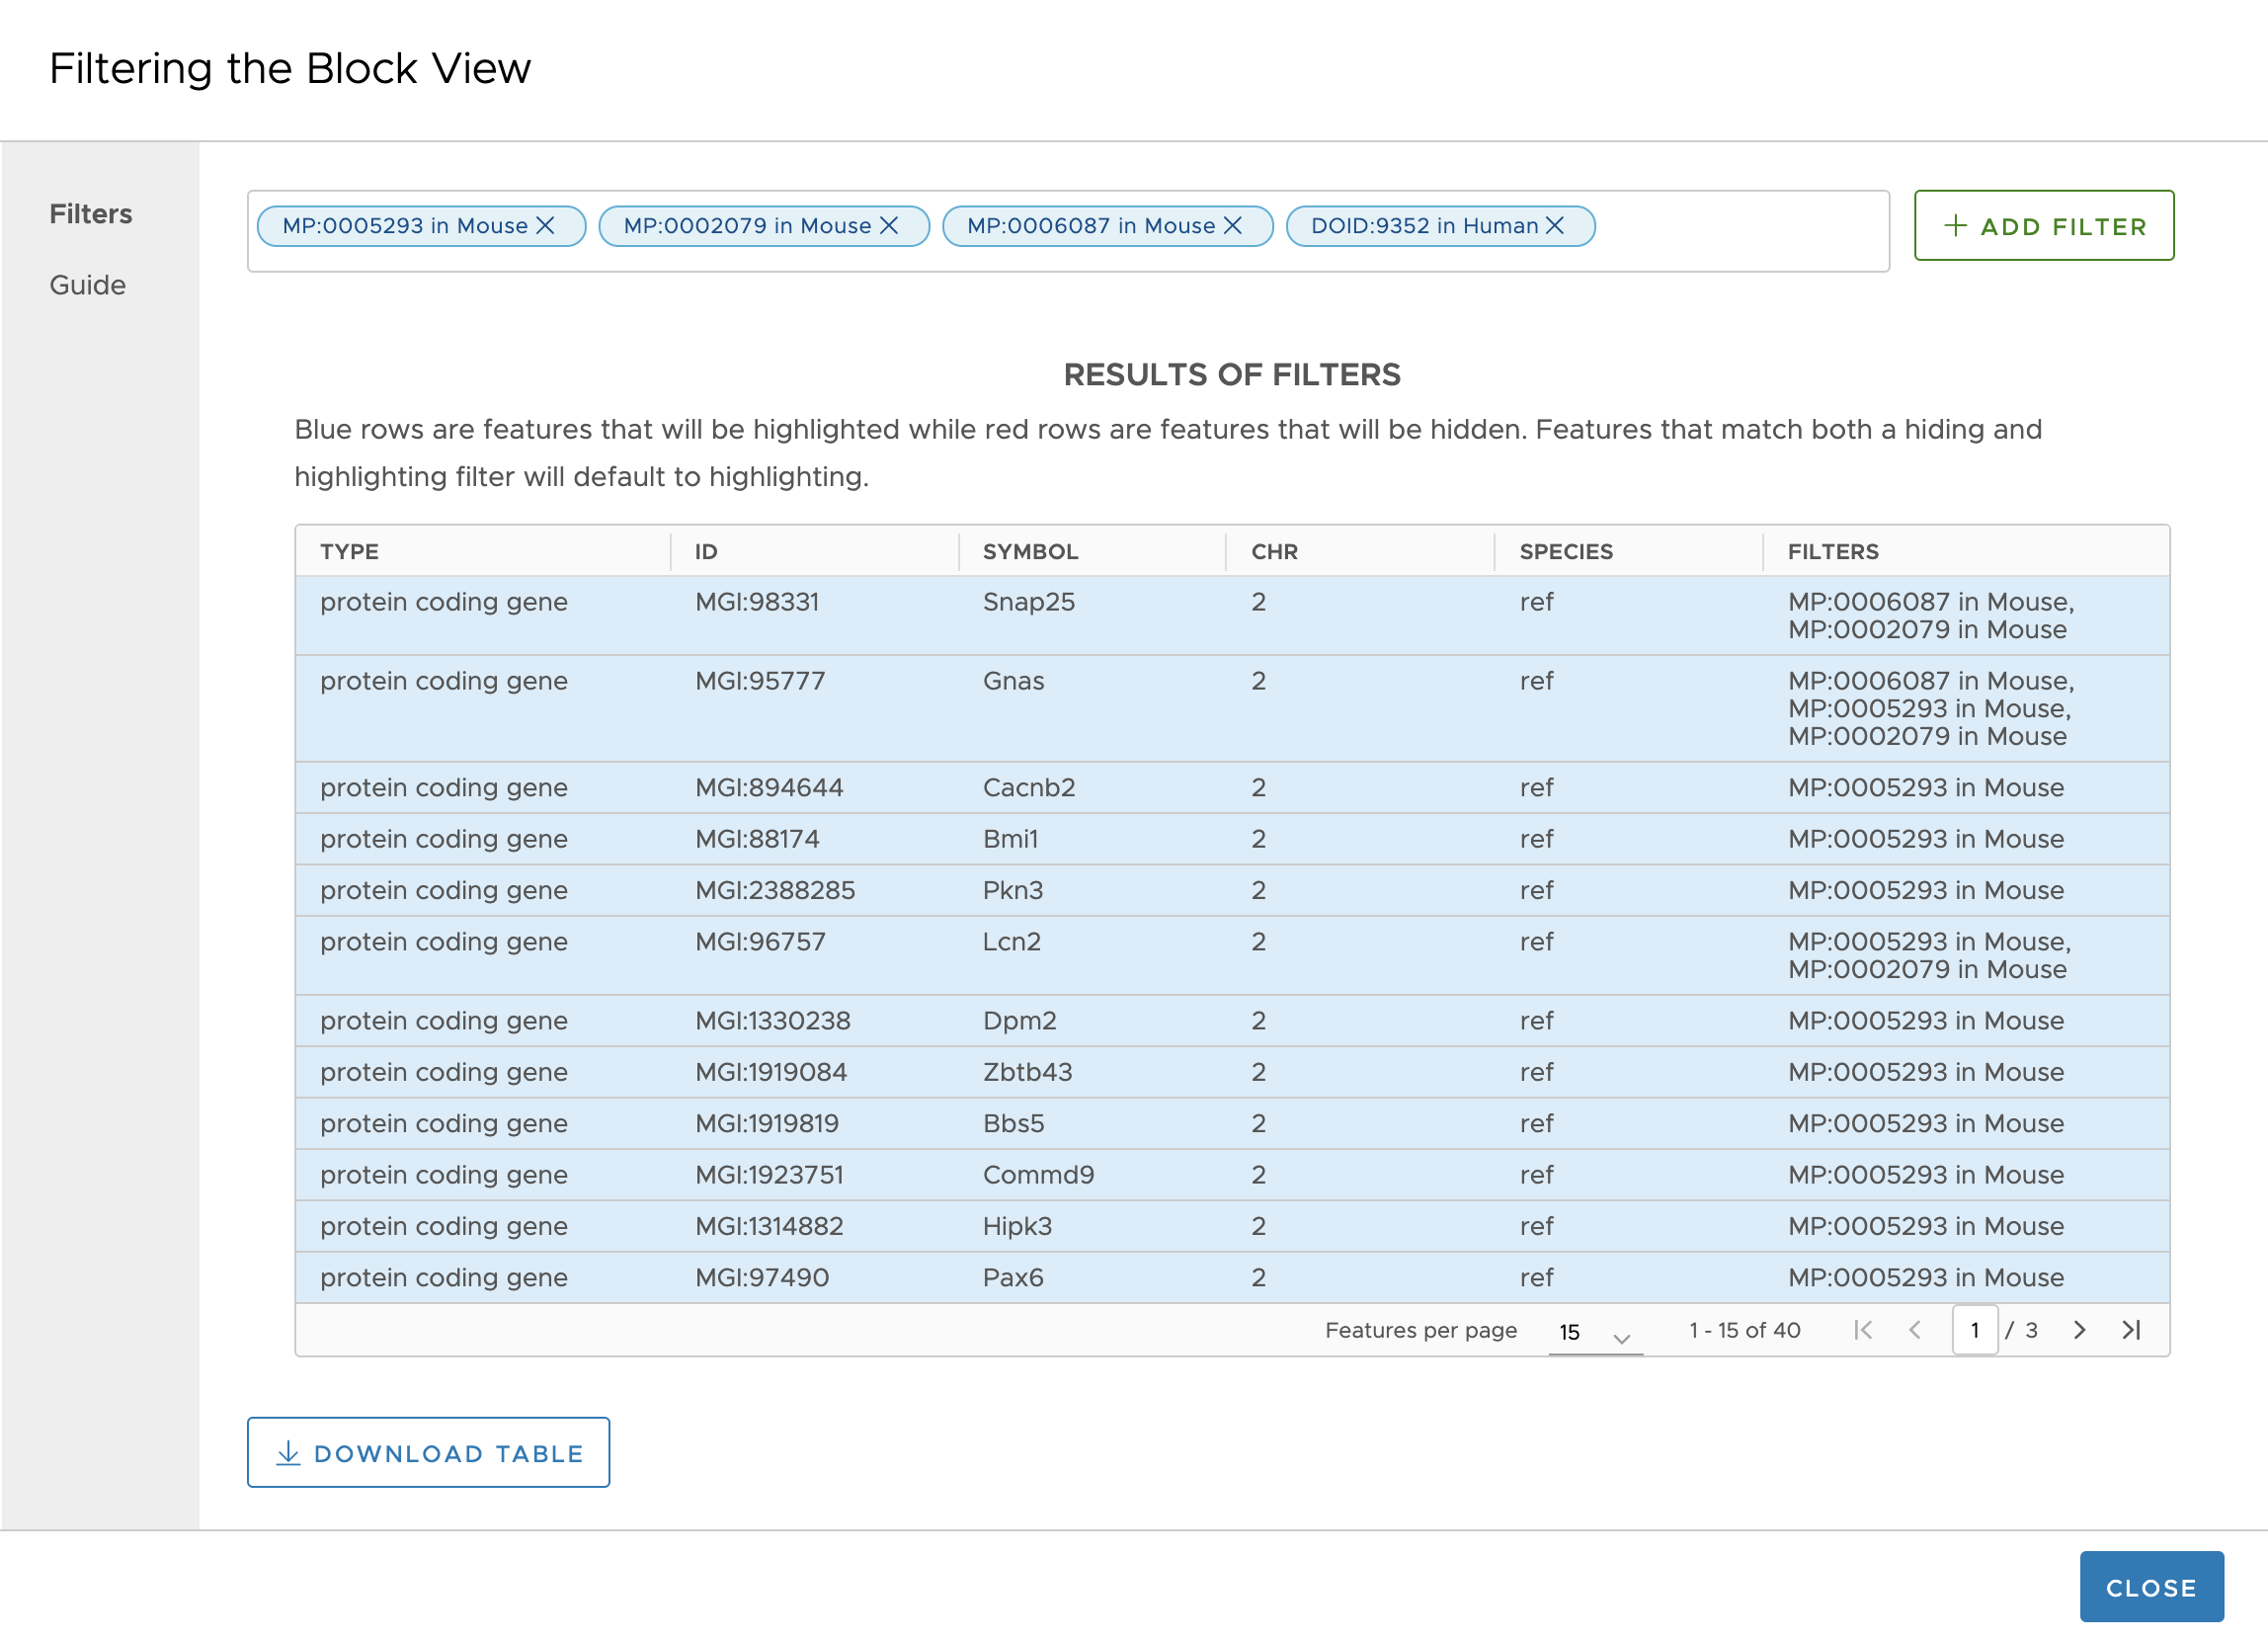 Filtering the Block View
Filters
Guide
MP:0005293 in Mouse MP:0002079 in Mouse MP:0006087 in Mouse DOID:9352 in Human
ADD FILTER
RESULTS OF FILTERS
Blue rows are features that will be highlighted while red rows are features that will be hidden. Features that match both a hiding and
highlighting filter will default to highlighting.
TYPE ID SYMBOL CHR SPECIES FILTERS
protein coding gene MGI:98331 Snap25 2 ref MP:0006087 in Mouse,
MP:0002079 in Mouse
protein coding gene MGI:95777 Gnas 2 ref MP:0006087 in Mouse,
MP:0005293 in Mouse,
MP:0002079 in Mouse
protein coding gene MGI:894644 Cacnb2 2 ref MP:0005293 in Mouse
protein coding gene MGI:88174 Bmi1 2 ref MP:0005293 in Mouse
protein coding gene MGI:2388285 Pkn3 2 ref MP:0005293 in Mouse
protein coding gene MGI:96757 Lcn2 2 ref MP:0005293 in Mouse,
MP:0002079 in Mouse
protein coding gene MGI:1330238 Dpm2 2 ref MP:0005293 in Mouse
protein coding gene MGI:1919084 Zbtb43 2 ref MP:0005293 in Mouse
protein coding gene MGI:1919819 Bbs5 2 ref MP:0005293 in Mouse
protein coding gene MGI:1923751 Commd9 2 ref MP:0005293 in Mouse
protein coding gene MGI:1314882 Hipk3 2 ref MP:0005293 in Mouse
protein coding gene MGI:97490 Pax6 2 ref MP:0005293 in Mouse
Features per page 15 1 - 15 of 40 1 / 3
DOWNLOAD TABLE
CLOSE